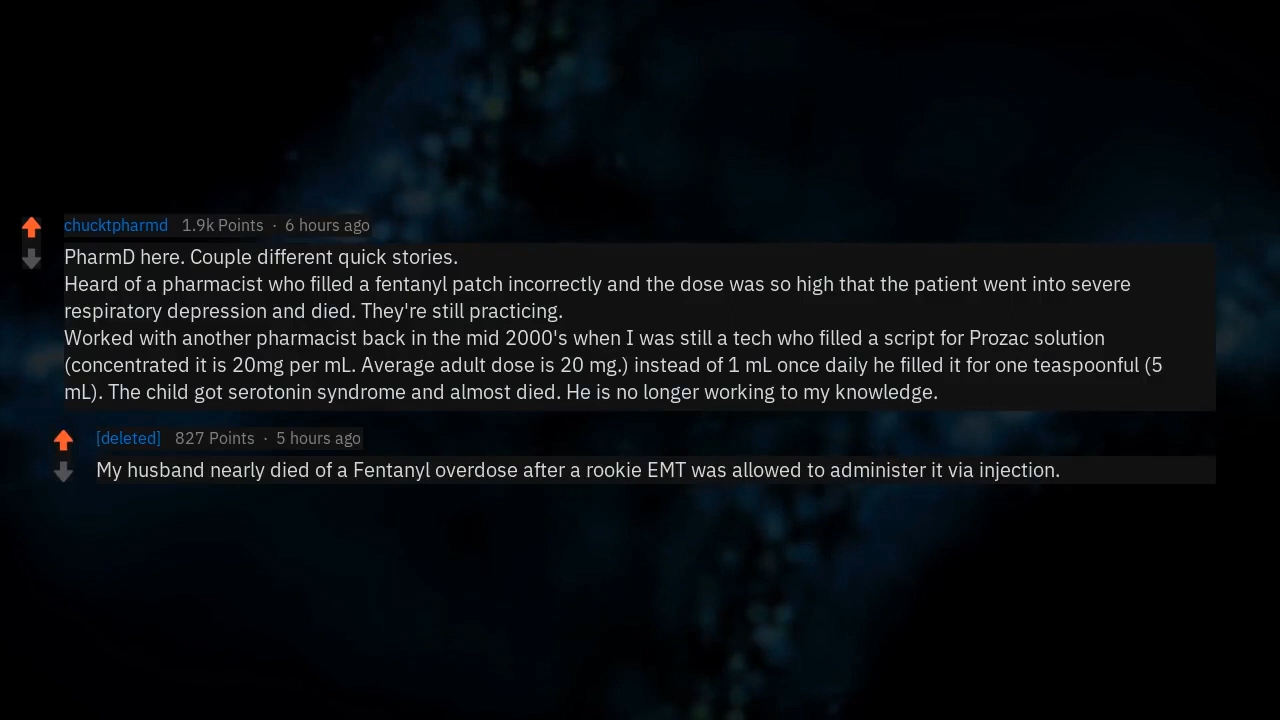 chucktpharmd 1.9k Points · 6 hours ago
PharmD here. Couple different quick stories.
Heard of a pharmacist who filled a fentanyl patch incorrectly and the dose was so high that the patient went into severe
respiratory depression and died. They're still practicing.
Worked with another pharmacist back in the mid 2000's when I was still a tech who filled a script for Prozac solution
(concentrated it is 20mg per mL. Average adult dose is 20 mg.) instead of 1 mL once daily he filled it for one teaspoonful (5
mL). The child got serotonin syndrome and almost died. He is no longer working to my knowledge.
[deleted] 827 Points · 5 hours ago
My husband nearly died of a Fentanyl overdose after a rookie EMT was allowed to administer it via injection.